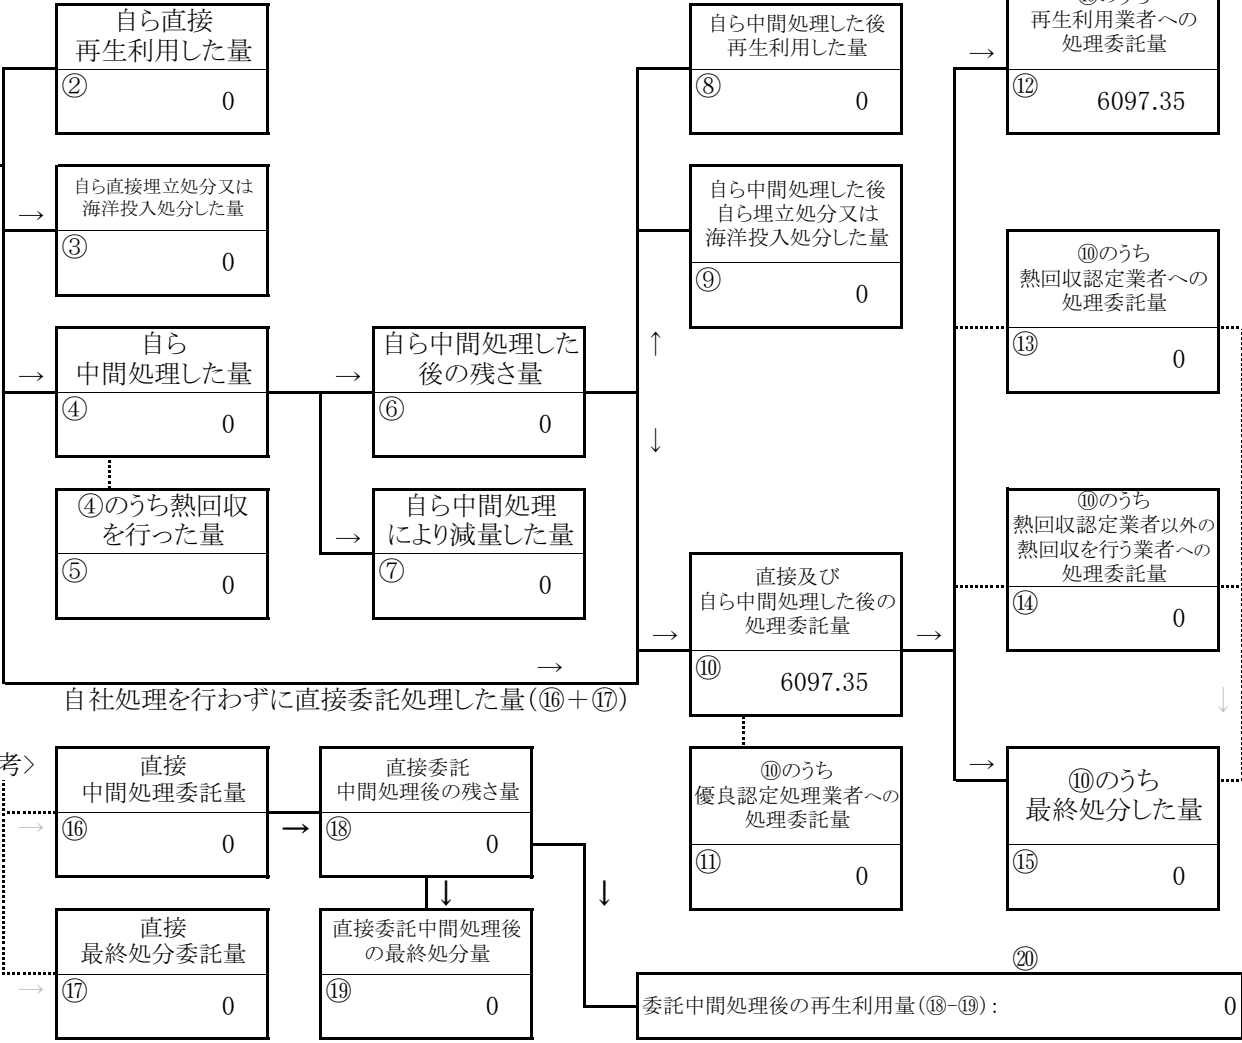 自ら直接
再生利用した量
②
0
自ら直接埋立処分又は
海洋投入処分した量
→
③
0
自ら
中間処理した量
→
④
0
④のうち熱回収
を行った量
⑤
0
→
自ら中間処理した
後の残さ量
⑥
0
→
自ら中間処理
により減量した量
⑦
0
自ら中間処理した後
再生利用した量
⑧
0
自ら中間処理した後
自ら埋立処分又は
海洋投入処分した量
⑨
0
↑
↓
→
自社処理を行わずに直接委託処理した量(⑯+⑰)
→
直接及び
自ら中間処理した後の
処理委託量
⑩
6097.35
⑩のうち
優良認定処理業者への
処理委託量
⑪
0
→
→
再生利用業者への
処理委託量
⑫
6097.35
⑩のうち
熱回収認定業者への
処理委託量
⑬
0
⑩のうち
熱回収認定業者以外の
熱回収を行う業者への
処理委託量
⑭
0
↓
→
⑩のうち
最終処分した量
⑮
0
考>
直接
中間処理委託量
→
⑯
0
→
直接委託
中間処理後の残さ量
⑱
0
↓
↓
直接
最終処分委託量
→
⑰
0
直接委託中間処理後
の最終処分量
⑲
0
⑳
委託中間処理後の再生利用量(⑱-⑲): 0